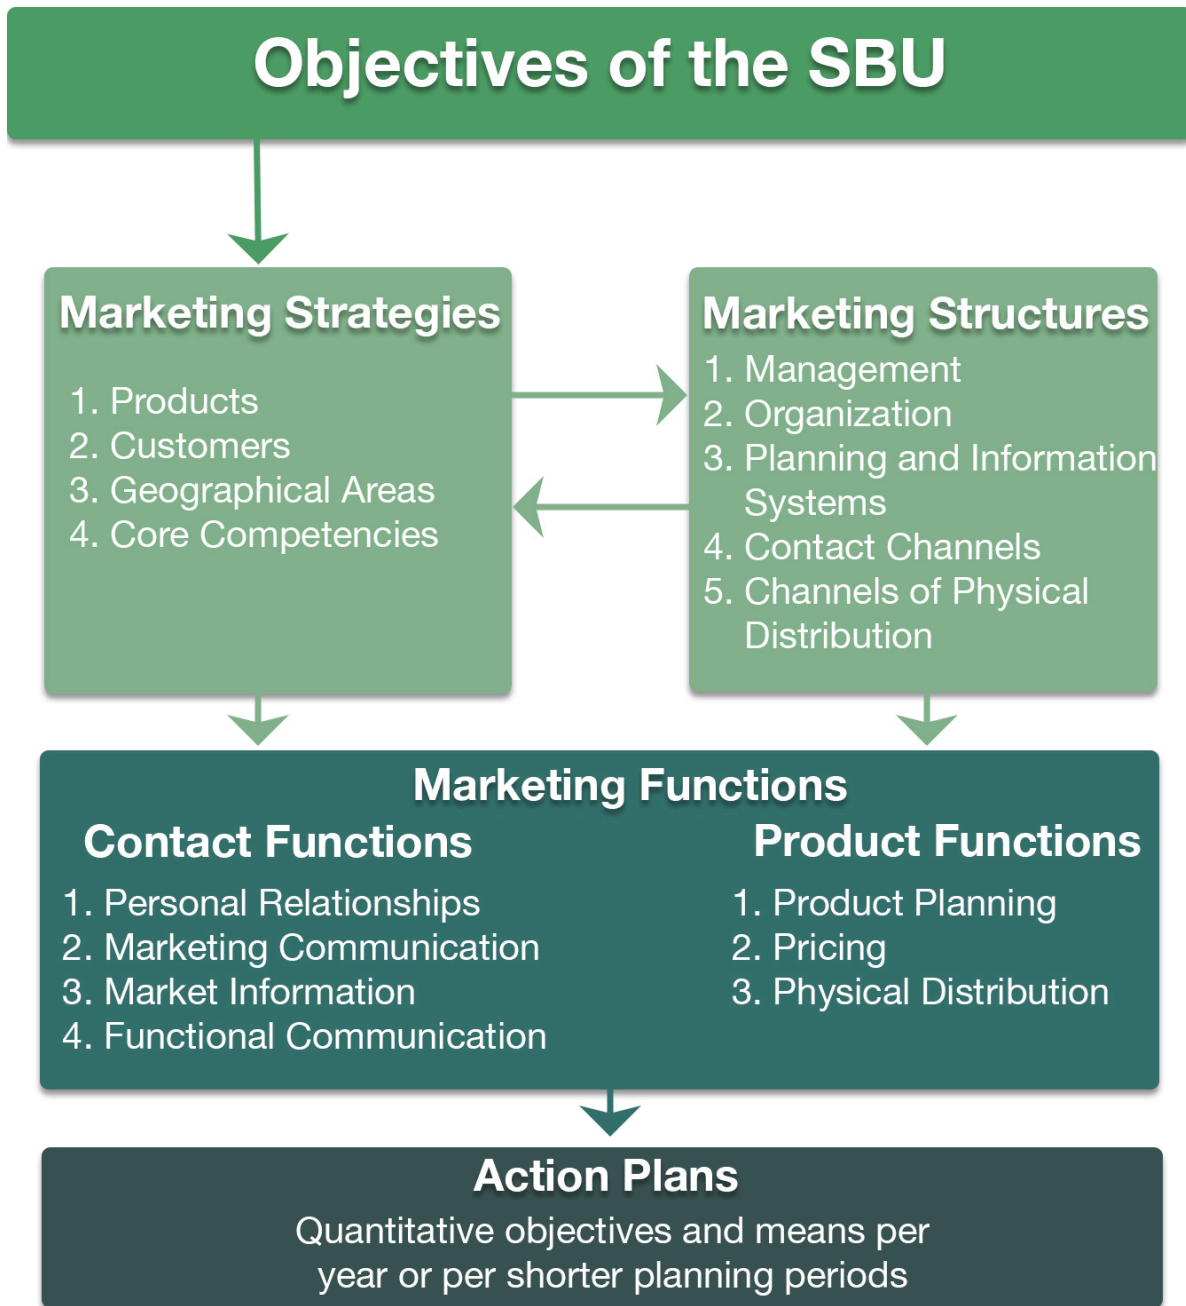 Objectives of the SBU
Marketing Strategies
1. Products
2. Customers
3. Geographical Areas
4. Core Competencies
Marketing Structures
1. Management
2. Organization
3. Planning and Information
Systems
4. Contact Channels
5. Channels of Physical
Distribution
Marketing Functions
Contact Functions
1. Personal Relationships
2. Marketing Communication
3. Market Information
4. Functional Communication
Product Functions
1. Product Planning
2. Pricing
3. Physical Distribution
Action Plans
Quantitative objectives and means per
year or per shorter planning periods